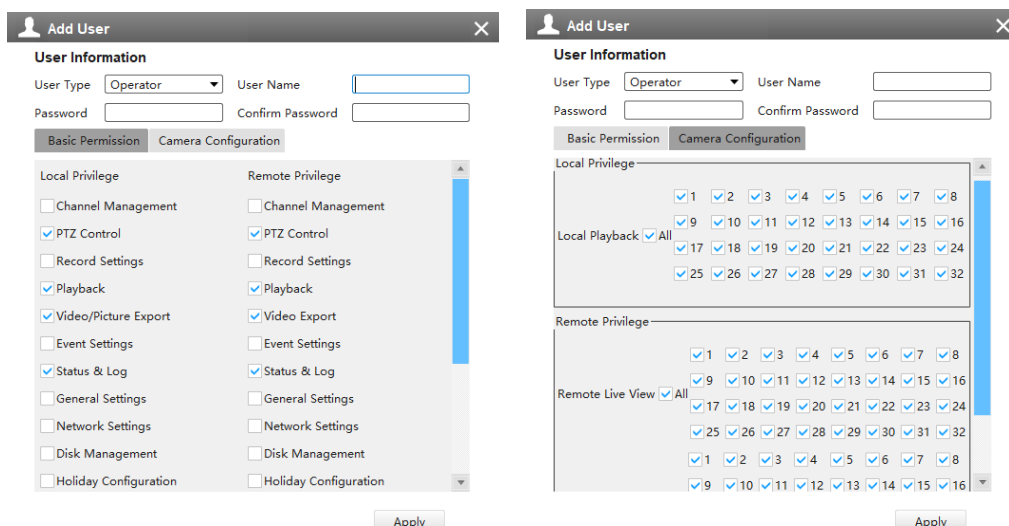 Add User
User Information
User Type Operator User Name
Password Confirm Password
Basic Permission Camera Configuration
Local Privilege Remote Privilege
Channel Management Channel Management
PTZ Control PTZ Control
Record Settings Record Settings
Playback Playback
Video/Picture Export Video Export
Event Settings Event Settings
Status & Log Status & Log
General Settings General Settings
Network Settings Network Settings
Disk Management Disk Management
Holiday Configuration Holiday Configuration
Apply
Add User
User Information
User Type Operator User Name
Password Confirm Password
Basic Permission Camera Configuration
Local Privilege
1 2 3 4 5 6 7 8
9 10 11 12 13 14 15 16
Local Playback All
17 18 19 20 21 22 23 24
25 26 27 28 29 30 31 32
Remote Privilege
1 2 3 4 5 6 7 8
9 10 11 12 13 14 15 16
Remote Live View All
17 18 19 20 21 22 23 24
25 26 27 28 29 30 31 32
1 2 3 4 5 6 7 8
9 10 11 12 13 14 15 16
Apply